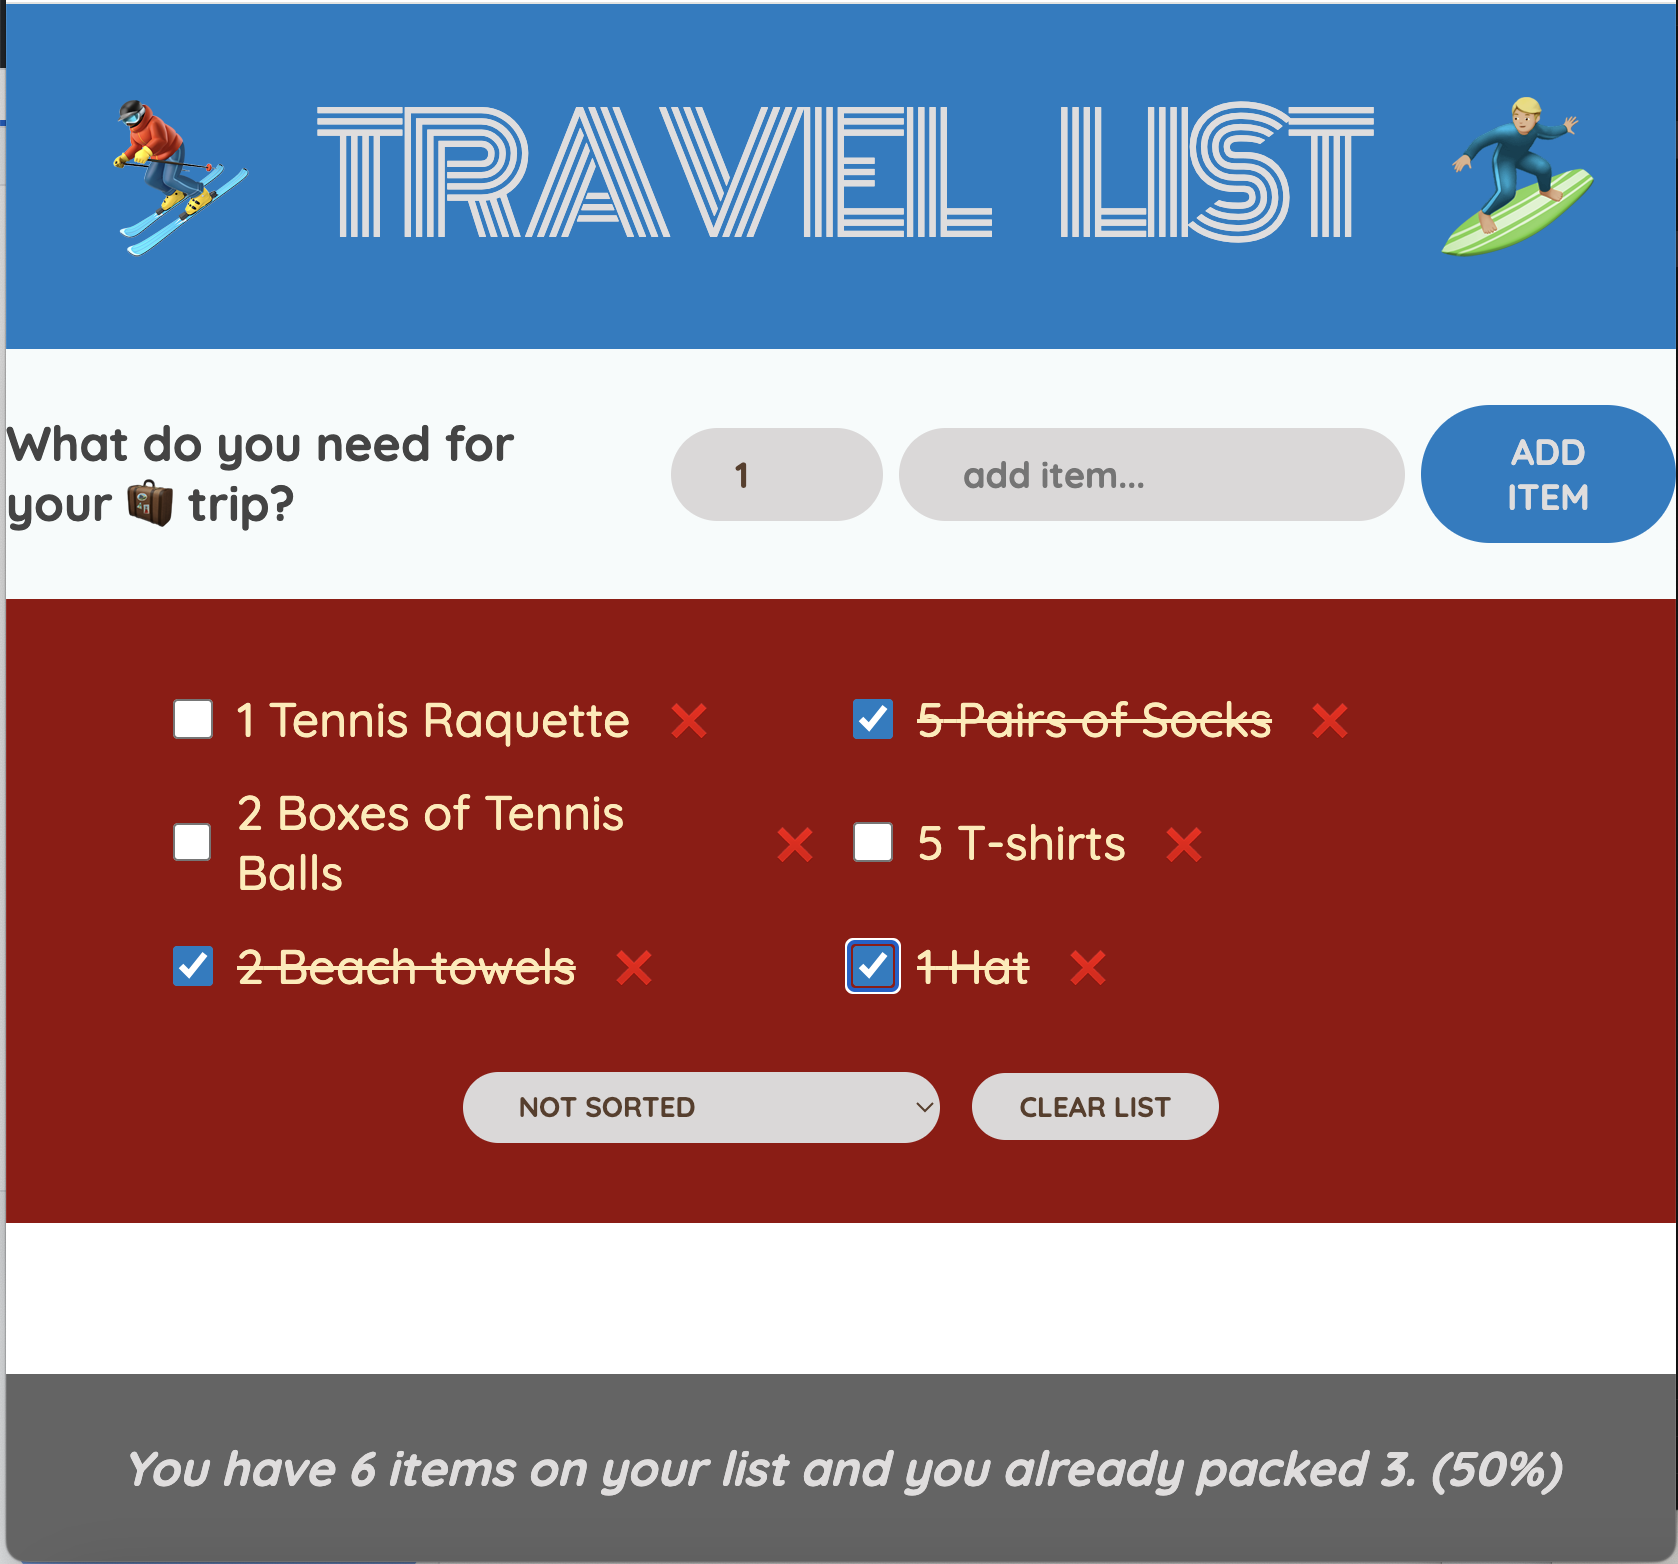 TRAVEL LIST
What do you need for
your 🧳 trip?
1
add item...
ADD
ITEM
1 Tennis Raquette ❌
5 Pairs of Socks ❌
2 Boxes of Tennis
Balls ❌
5 T-shirts ❌
2 Beach towels ❌
1 Hat ❌
NOT SORTED
CLEAR LIST
You have 6 items on your list and you already packed 3. (50%)